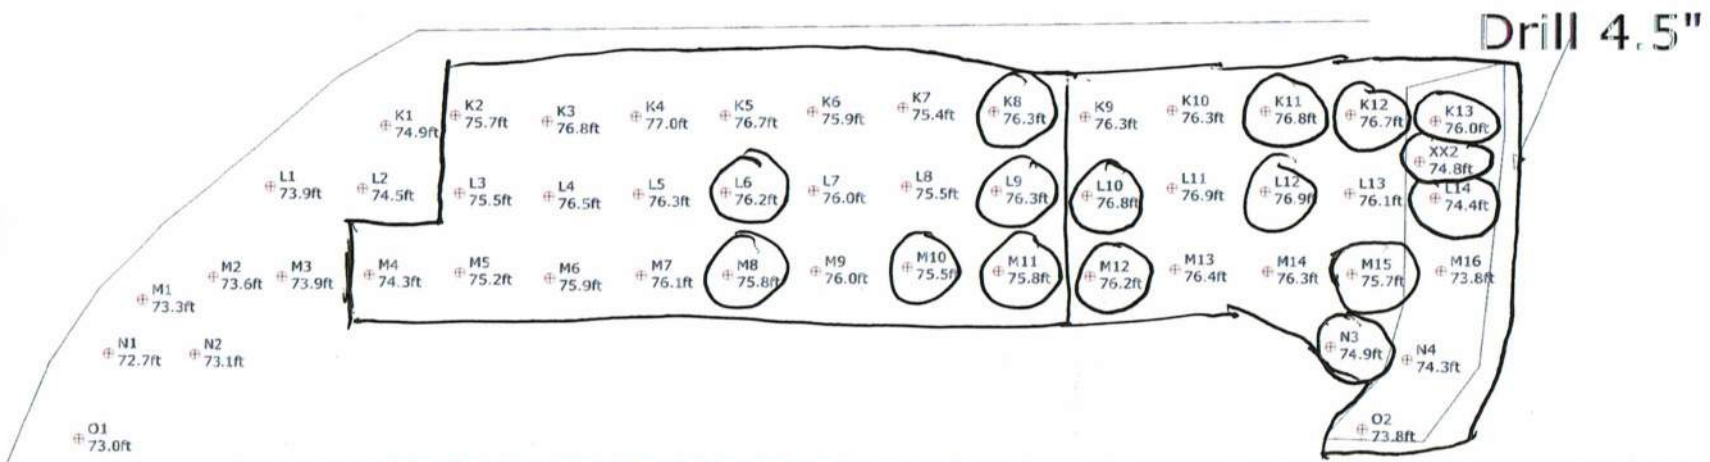 Drill 4.5"
K1
74.9ft
K2
75.7ft
K3
76.8ft
K4
77.0ft
K5
76.7ft
K6
75.9ft
K7
75.4ft
K8
76.3ft
K9
76.3ft
K10
76.3ft
K11
76.8ft
K12
76.7ft
K13
76.0ft
XX2
74.8ft
L1
73.9ft
L2
74.5ft
L3
75.5ft
L4
76.5ft
L5
76.3ft
L6
76.2ft
L7
76.0ft
L8
75.5ft
L9
76.3ft
L10
76.8ft
L11
76.9ft
L12
76.9ft
L13
76.1ft
L14
74.4ft
M1
73.3ft
M2
73.6ft
M3
73.9ft
M4
74.3ft
M5
75.2ft
M6
75.9ft
M7
76.1ft
M8
75.8ft
M9
76.0ft
M10
75.5ft
M11
75.8ft
M12
76.2ft
M13
76.4ft
M14
76.3ft
M15
75.7ft
M16
73.8ft
N1
72.7ft
N2
73.1ft
N3
74.9ft
N4
74.3ft
O1
73.0ft
O2
73.8ft